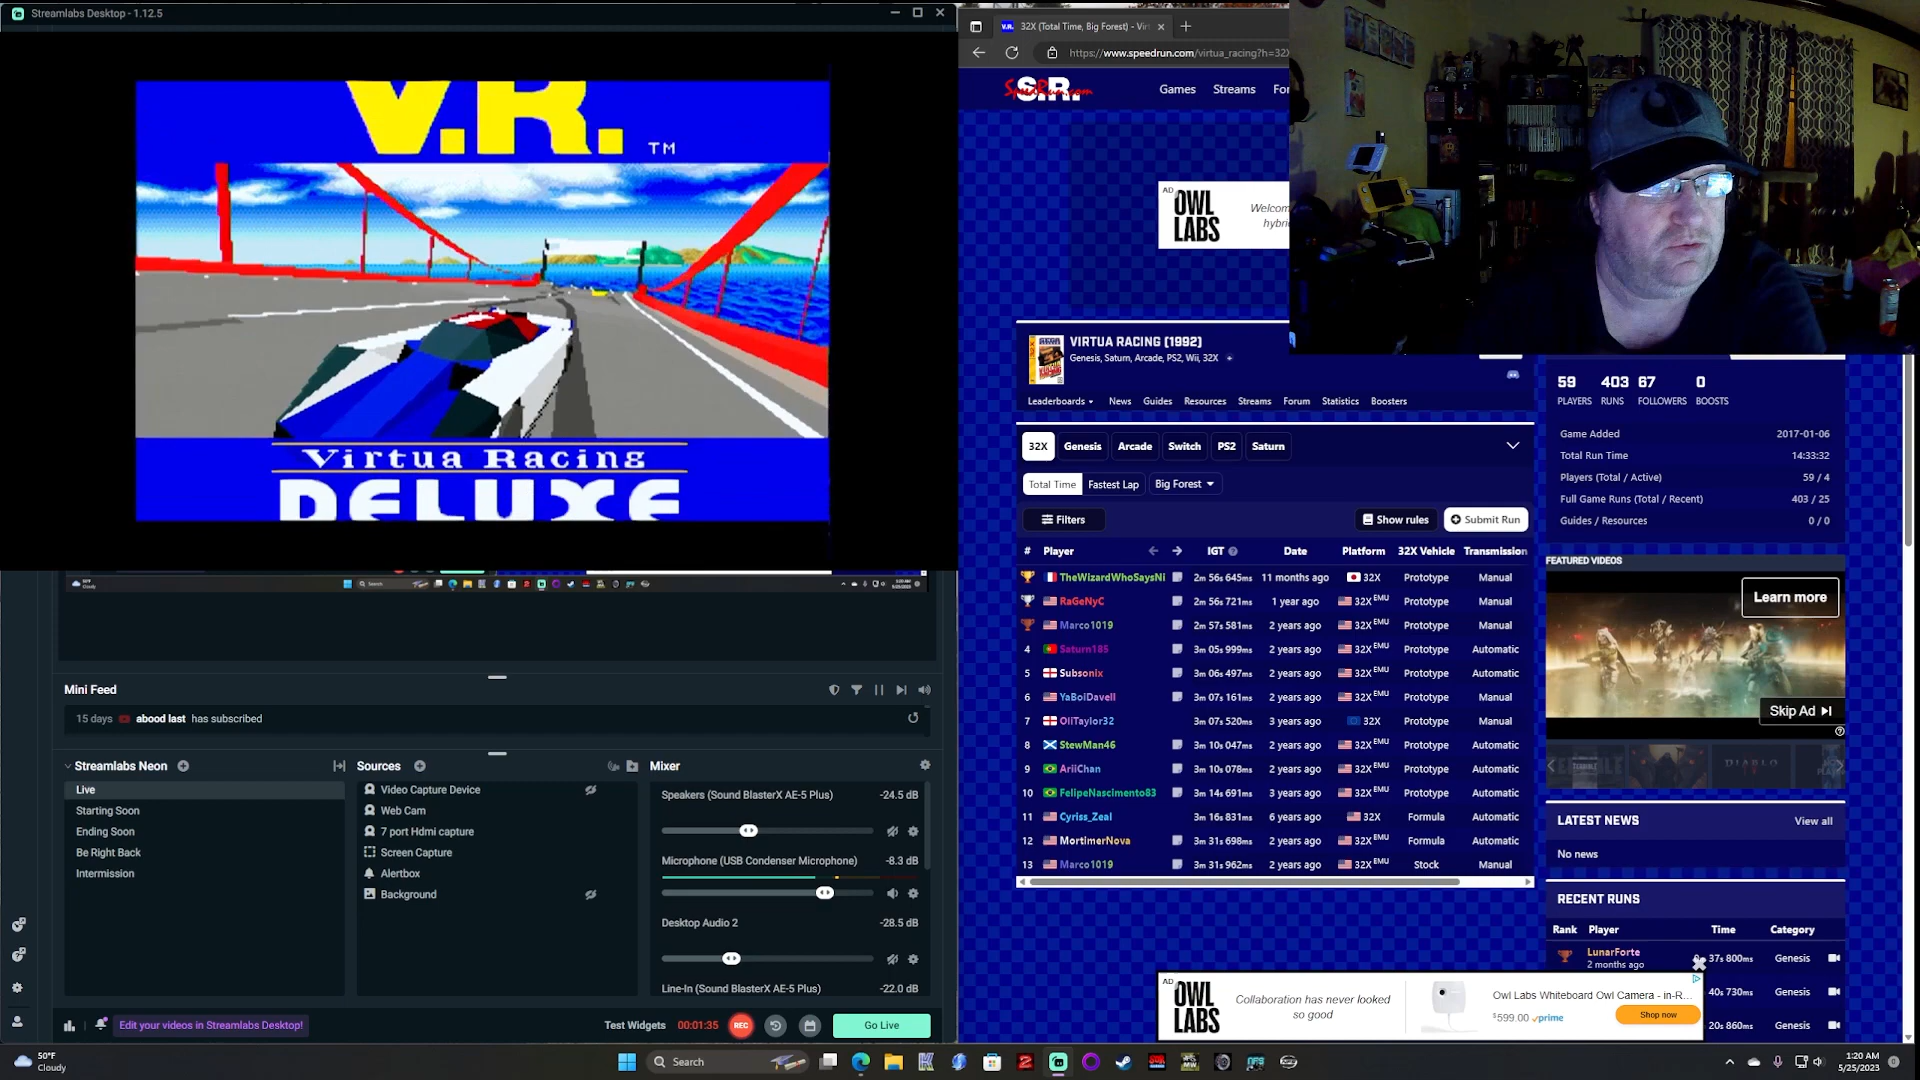 Streamlabs Desktop - 1.12.5
V.R.
TM
Virtua Racing
DELUXE
Search
Mini Feed
15 days abood last has subscribed
Streamlabs Neon
Live
Starting Soon
Ending Soon
Be Right Back
Intermission
Sources
Video Capture Device
Web Cam
7 port Hdmi capture
Screen Capture
Alertbox
Background
Mixer
Speakers (Sound BlasterX AE-5 Plus) -24.5 dB
Microphone (USB Condenser Microphone) -8.3 dB
Desktop Audio 2 -28.5 dB
Line-In (Sound BlasterX AE-5 Plus) -22.0 dB
Edit your videos in Streamlabs Desktop!
Test Widgets 00:01:35 REC Go Live
32X (Total Time, Big Forest) - Vir
https://www.speedrun.com/virtua_racing?h=32X
S.R.
SpeedRun.com
Games Streams For
AD
OWL LABS
Welcom
hybri
VIRTUA RACING (1992)
Genesis, Saturn, Arcade, PS2, Wii, 32X
Leaderboards News Guides Resources Streams Forum Statistics Boosters
32X Genesis Arcade Switch PS2 Saturn
Total Time Fastest Lap Big Forest
Filters Show rules Submit Run
# Player IGT Date Platform 32X Vehicle Transmission
TheWizardWhoSaysNi 2m 56s 645ms 11 months ago 32X Prototype Manual
RaGeNyC 2m 56s 721ms 1 year ago 32X EMU Prototype Manual
Marco1019 2m 57s 581ms 2 years ago 32X EMU Prototype Manual
4 Saturn185 3m 05s 999ms 2 years ago 32X EMU Prototype Automatic
5 Subsonix 3m 06s 497ms 2 years ago 32X EMU Prototype Automatic
6 YaBoiDavell 3m 07s 161ms 2 years ago 32X EMU Prototype Manual
7 OliTaylor32 3m 07s 520ms 3 years ago 32X Prototype Manual
8 StewMan46 3m 10s 047ms 2 years ago 32X EMU Prototype Automatic
9 AriiChan 3m 10s 078ms 2 years ago 32X EMU Prototype Automatic
10 FelipeNascimento83 3m 14s 691ms 3 years ago 32X EMU Prototype Automatic
11 Cyriss_Zeal 3m 16s 831ms 6 years ago 32X Formula Automatic
12 MortimerNova 3m 31s 698ms 2 years ago 32X EMU Formula Automatic
13 Marco1019 3m 31s 962ms 2 years ago 32X EMU Stock Manual
59 403 67 0
PLAYERS RUNS FOLLOWERS BOOSTS
Game Added 2017-01-06
Total Run Time 14:33:32
Players (Total / Active) 59 / 4
Full Game Runs (Total / Recent) 403 / 25
Guides / Resources 0 / 0
FEATURED VIDEOS
Learn more
Skip Ad
DIABLO
LATEST NEWS View all
No news
RECENT RUNS
Rank Player Time Category
LunarForte 37s 800ms Genesis
2 months ago
40s 730ms Genesis
20s 860ms Genesis
AD
OWL LABS
Collaboration has never looked so good
Owl Labs Whiteboard Owl Camera - in-R...
$599.00 prime
Shop now
50°F
Cloudy
Search
1:20 AM
5/25/2023